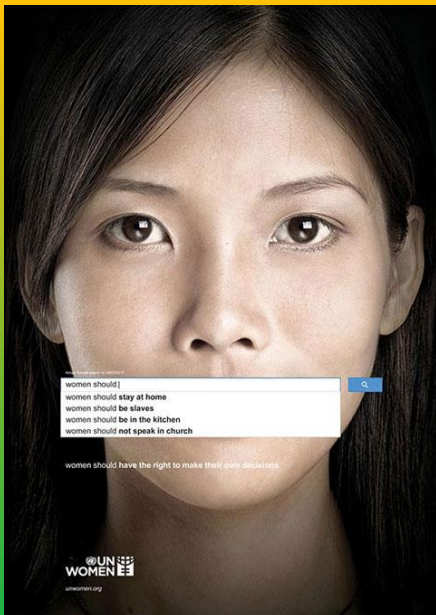 women should
women should stay at home
women should be slaves
women should be in the kitchen
women should not speak in church
women should have the right to make their own decisions
UN
WOMEN
unwomen.org